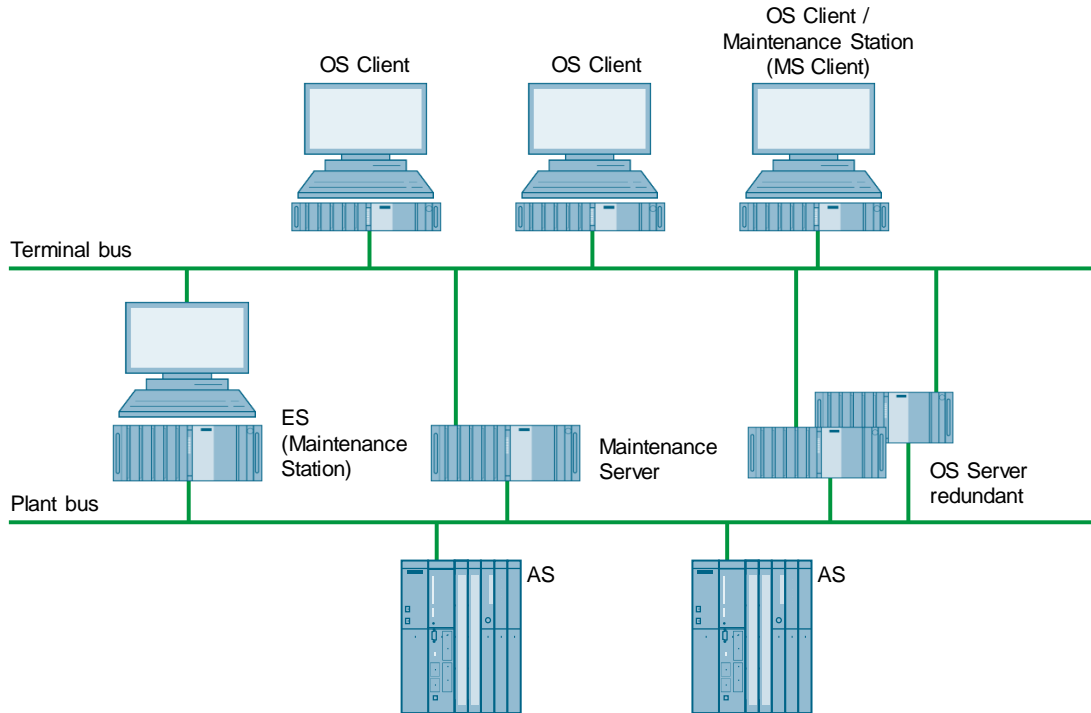 OS Client
OS Client
OS Client /
Maintenance Station
(MS Client)
Terminal bus
ES
(Maintenance
Station)
Maintenance
Server
OS Server
redundant
Plant bus
AS
AS